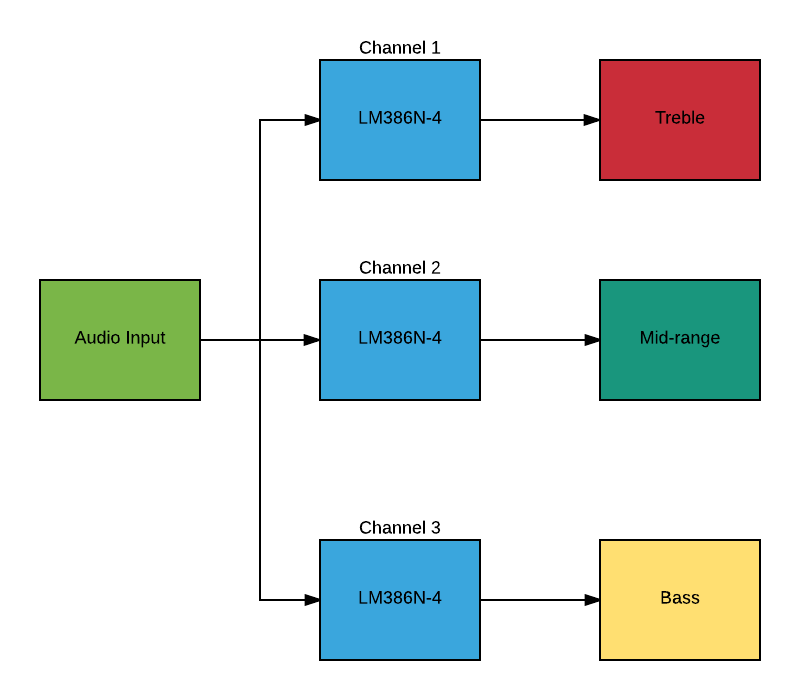 Channel 1
LM386N-4
Treble
Channel 2
Audio Input
LM386N-4
Mid-range
Channel 3
LM386N-4
Bass